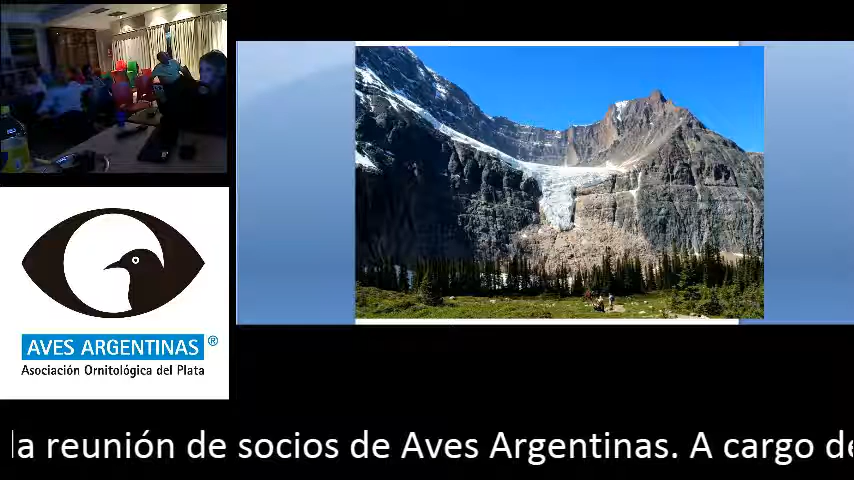 AVES ARGENTINAS®
Asociación Ornitológica del Plata
la reunión de socios de Aves Argentinas. A cargo de